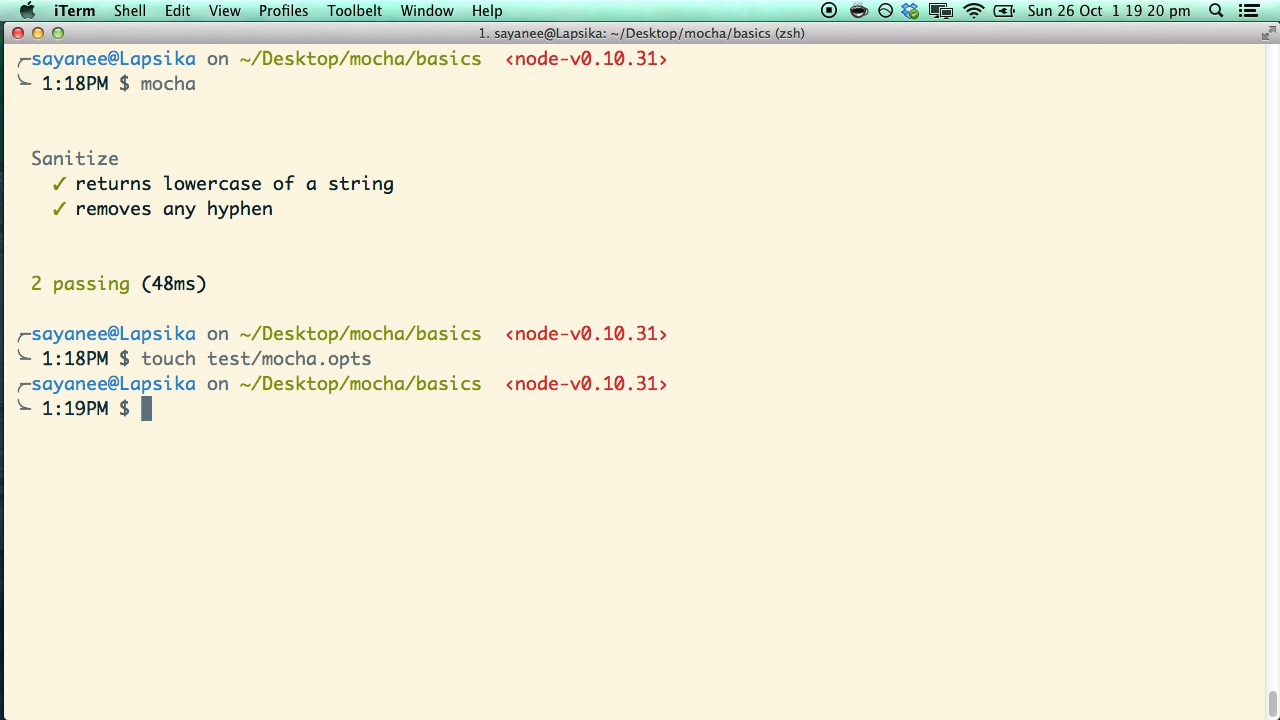 iTerm Shell Edit View Profiles Toolbelt Window Help Sun 26 Oct 1 19 20 pm
1. sayanee@Lapsika: ~/Desktop/mocha/basics (zsh)
sayanee@Lapsika on ~/Desktop/mocha/basics ‹node-v0.10.31›
1:18PM $ mocha
Sanitize
✓ returns lowercase of a string
✓ removes any hyphen
2 passing (48ms)
sayanee@Lapsika on ~/Desktop/mocha/basics ‹node-v0.10.31›
1:18PM $ touch test/mocha.opts
sayanee@Lapsika on ~/Desktop/mocha/basics ‹node-v0.10.31›
1:19PM $